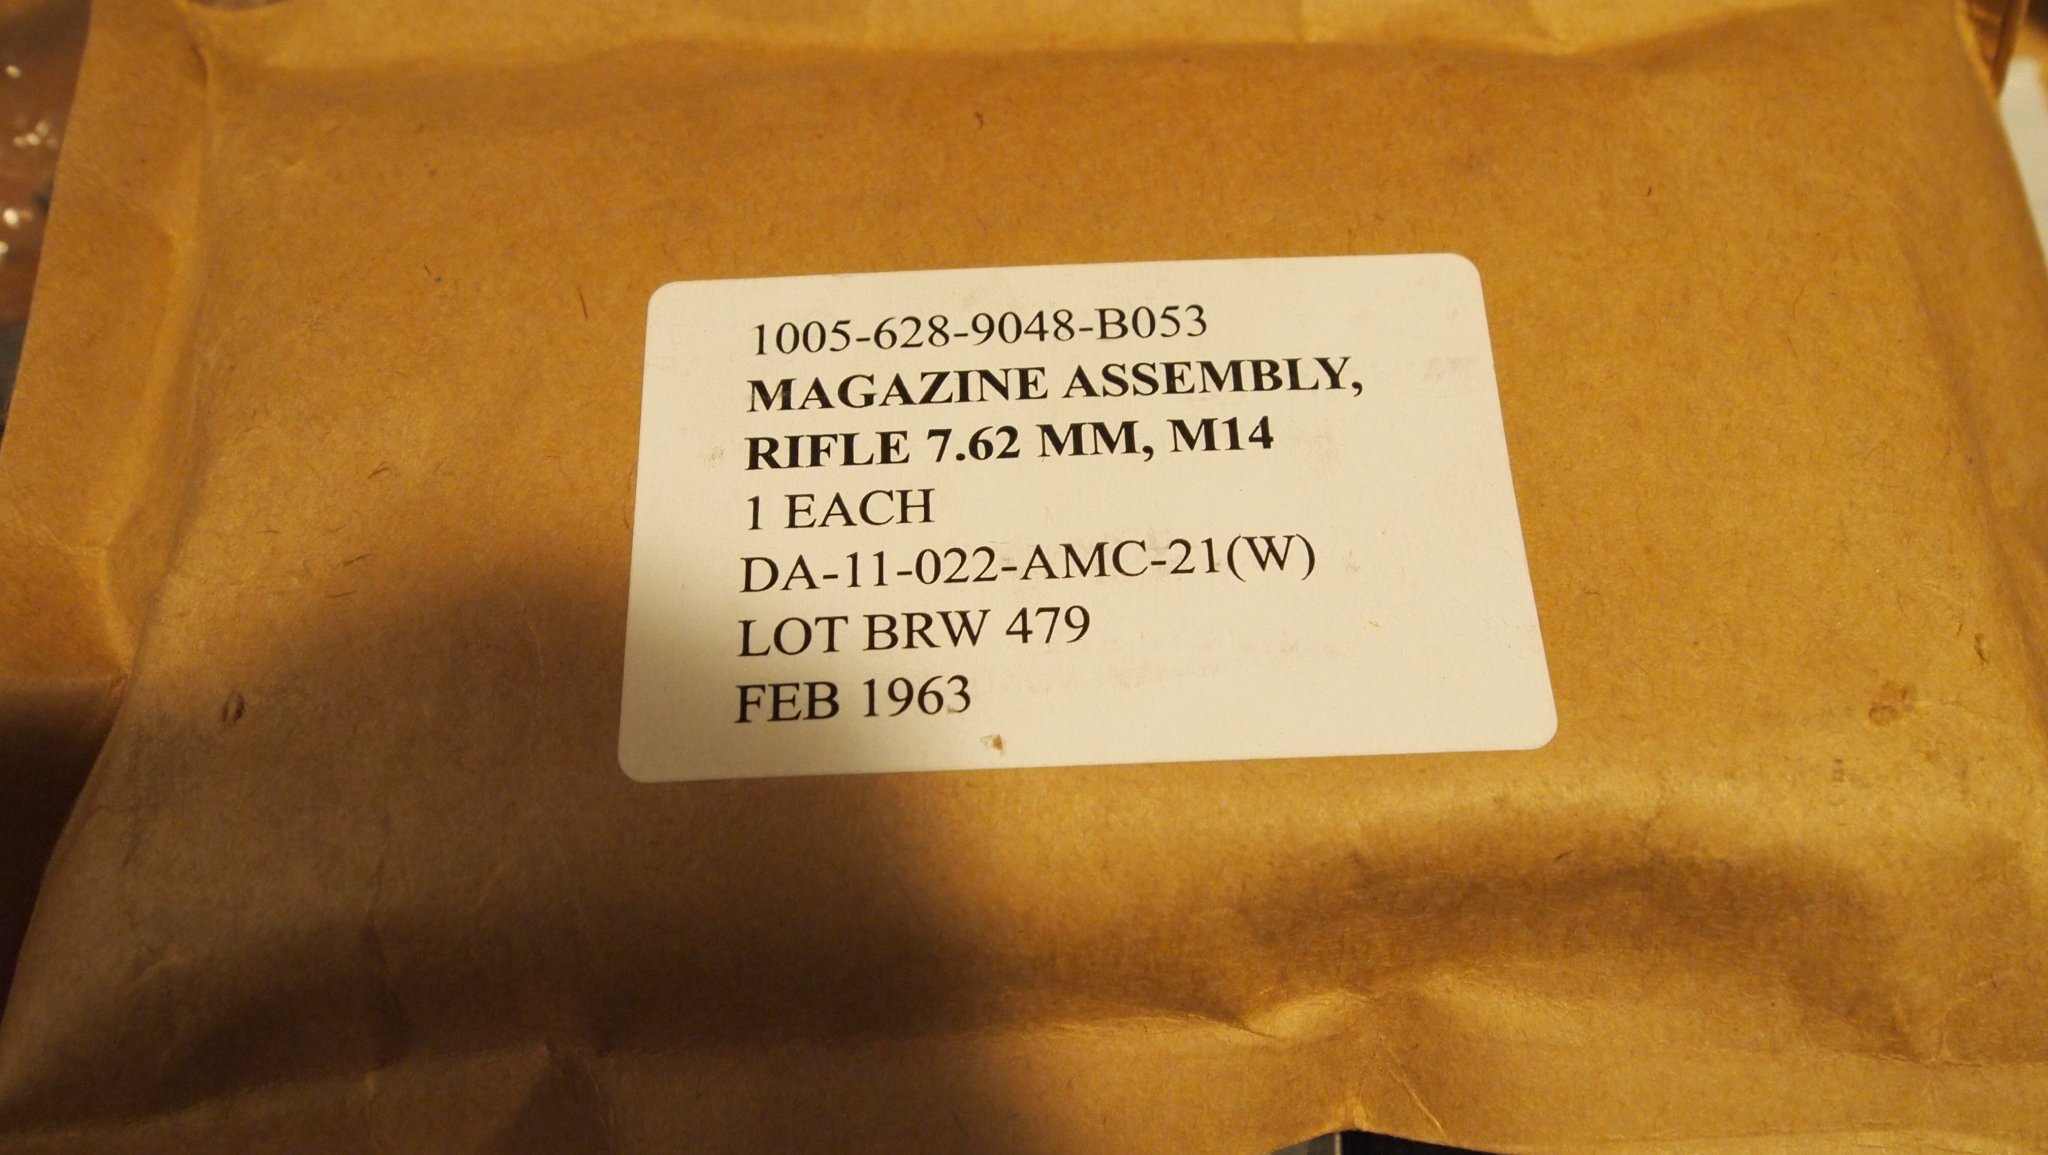 1005-628-9048-B053
MAGAZINE ASSEMBLY,
RIFLE 7.62 MM, M14
1 EACH
DA-11-022-AMC-21(W)
LOT BRW 479
FEB 1963